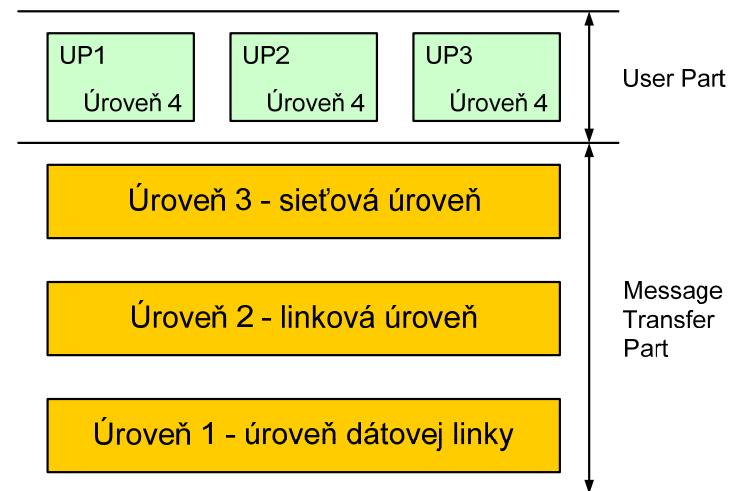 UP1
Úroveň 4
UP2
Úroveň 4
UP3
Úroveň 4
User Part
Úroveň 3 - sieťová úroveň
Úroveň 2 - linková úroveň
Úroveň 1 - úroveň dátovej linky
Message
Transfer
Part